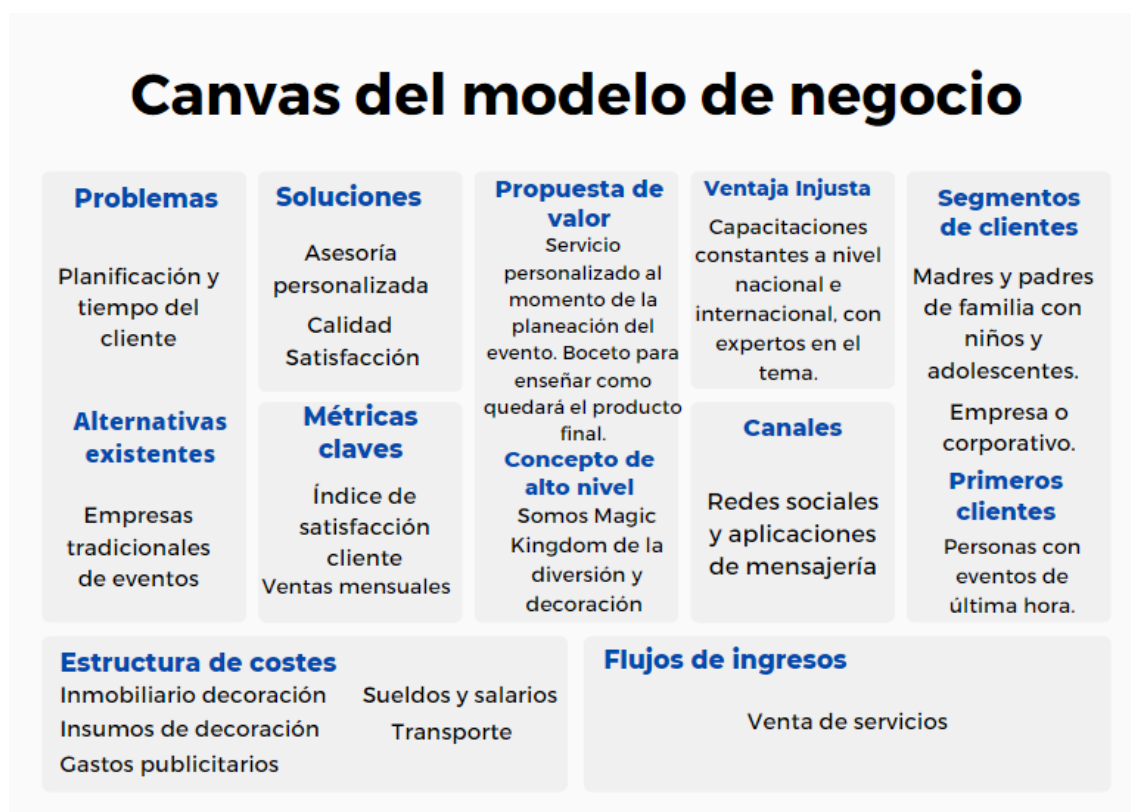 Canvas del modelo de negocio
Problemas
Planificación y
tiempo del
cliente
Alternativas
existentes
Empresas
tradicionales
de eventos
Soluciones
Asesoría
personalizada
Calidad
Satisfacción
Métricas
claves
Índice de
satisfacción
cliente
Ventas mensuales
Propuesta de
valor
Servicio
personalizado al
momento de la
planeación del
evento. Boceto para
enseñar como
quedará el producto
final.
Concepto de
alto nivel
Somos Magic
Kingdom de la
diversión y
decoración
Ventaja Injusta
Capacitaciones
constantes a nivel
nacional e
internacional, con
expertos en el
tema.
Canales
Redes sociales
y aplicaciones
de mensajería
Segmentos
de clientes
Madres y padres
de familia con
niños y
adolescentes.
Empresa o
corporativo.
Primeros
clientes
Personas con
eventos de
última hora.
Estructura de costes
Inmobiliario decoración
Insumos de decoración
Gastos publicitarios
Sueldos y salarios
Transporte
Flujos de ingresos
Venta de servicios